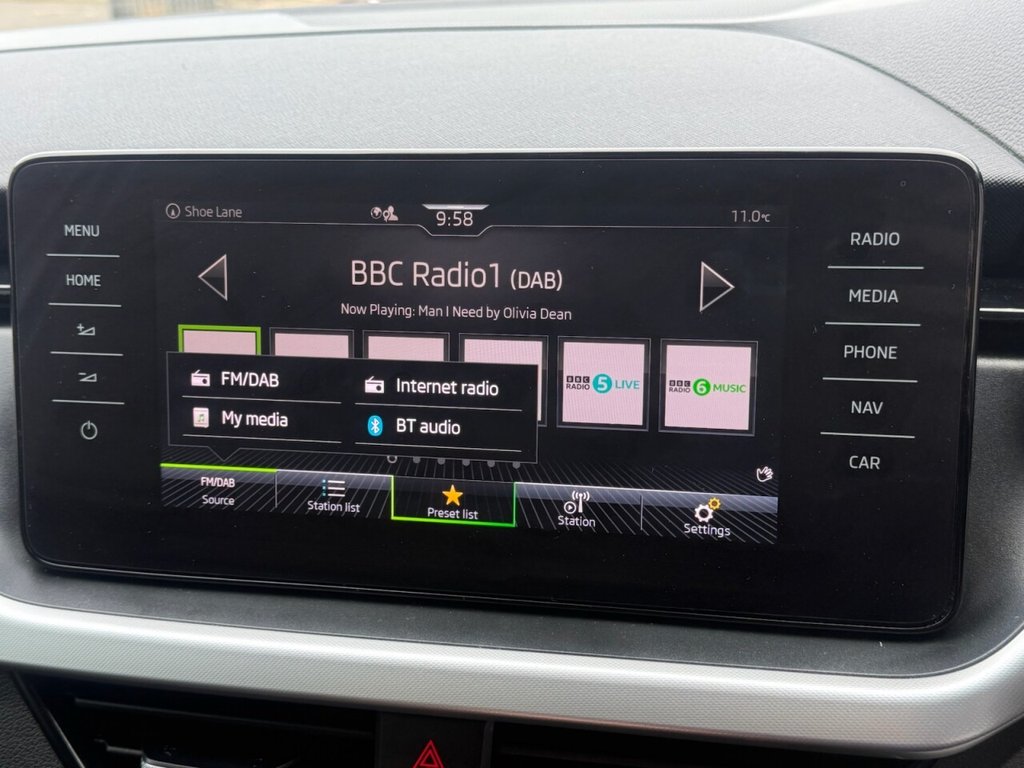 MENU
HOME
Shoe Lane
9:58
11.0°C
BBC Radio1 (DAB)
Now Playing: Man I Need by Olivia Dean
FM/DAB
Internet radio
My media
BT audio
BBC RADIO 5 LIVE
BBC RADIO 6 MUSIC
FM/DAB
Source
Station list
Preset list
Station
Settings
RADIO
MEDIA
PHONE
NAV
CAR